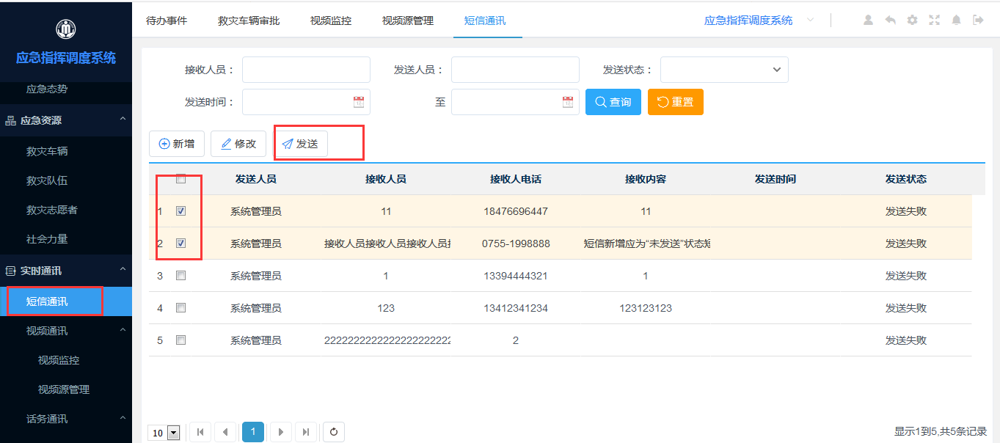 应急指挥调度系统
应急态势
应急资源
救灾车辆
救灾队伍
救灾志愿者
社会力量
实时通讯
短信通讯
视频通讯
视频监控
视频源管理
话务通讯
待办事件 救灾车辆审批 视频监控 视频源管理 短信通讯 应急指挥调度系统
接收人员： 发送人员： 发送状态：
发送时间： 至 查询 重置
新增 修改 发送
发送人员 接收人员 接收人电话 接收内容 发送时间 发送状态
1 系统管理员 11 18476696447 11 发送失败
2 系统管理员 接收人员接收人员接收人员 0755-1998888 短信新增应为“未发送”状态 发送失败
3 系统管理员 1 13394444321 1 发送失败
4 系统管理员 123 13412341234 123123123 发送失败
5 系统管理员 2222222222222222222222 2 发送失败
10 1 显示1到5,共5条记录